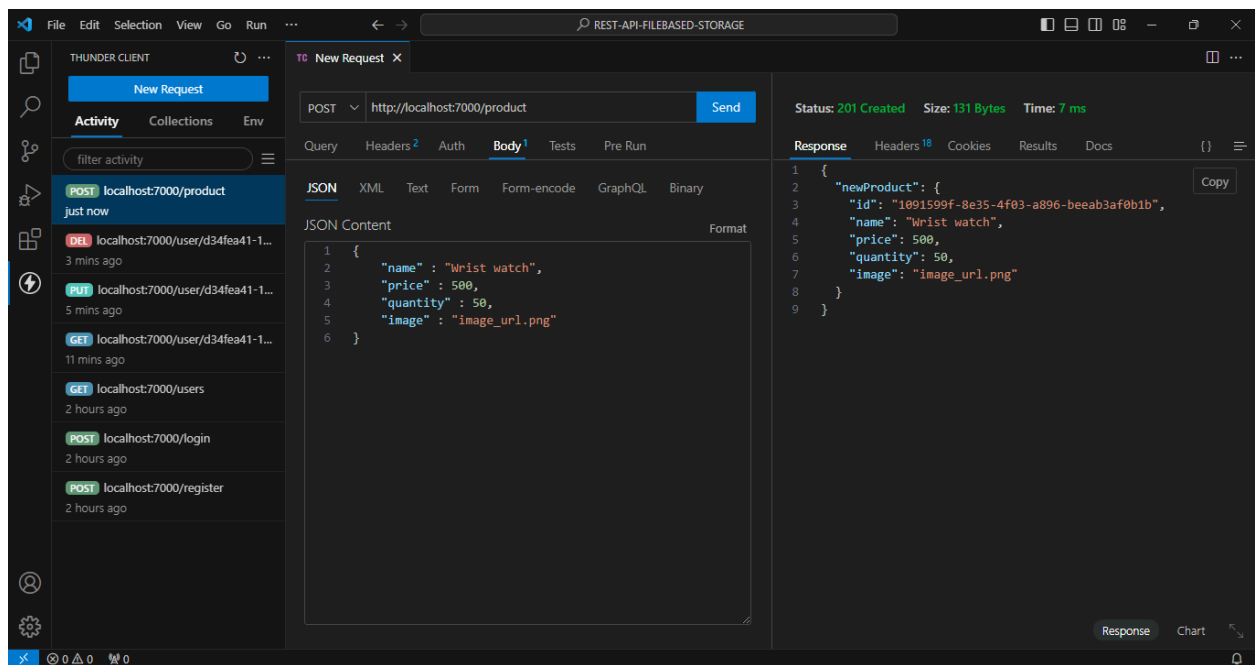 File Edit Selection View Go Run ··· ← → REST-API-FILEBASED-STORAGE
THUNDER CLIENT
New Request
Activity Collections Env
filter activity
POST localhost:7000/product
just now
DEL localhost:7000/user/d34fea41-1...
3 mins ago
PUT localhost:7000/user/d34fea41-1...
5 mins ago
GET localhost:7000/user/d34fea41-1...
11 mins ago
GET localhost:7000/users
2 hours ago
POST localhost:7000/login
2 hours ago
POST localhost:7000/register
2 hours ago
TC New Request
POST http://localhost:7000/product Send
Query Headers 2 Auth Body 1 Tests Pre Run
JSON XML Text Form Form-encode GraphQL Binary
JSON Content Format
1 {
2 "name" : "Wrist watch",
3 "price" : 500,
4 "quantity" : 50,
5 "image" : "image_url.png"
6 }
Status: 201 Created Size: 131 Bytes Time: 7 ms
Response Headers 18 Cookies Results Docs { }
Copy
1 {
2 "newProduct": {
3 "id": "1091599f-8e35-4f03-a896-beeab3af0b1b",
4 "name": "Wrist watch",
5 "price": 500,
6 "quantity": 50,
7 "image": "image_url.png"
8 }
9 }
Response Chart
0 0 0